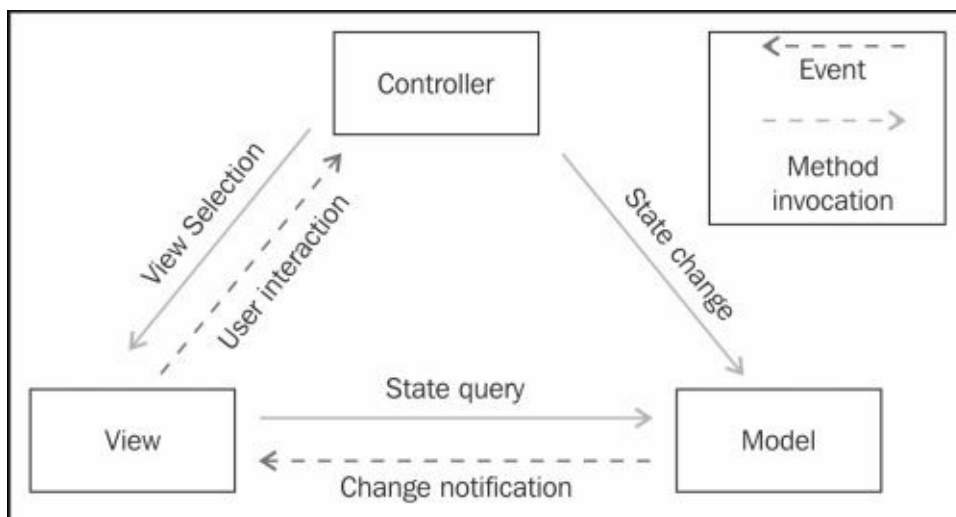 Controller
Event
Method
invocation
View Selection
User interaction
State change
State query
View
Model
Change notification